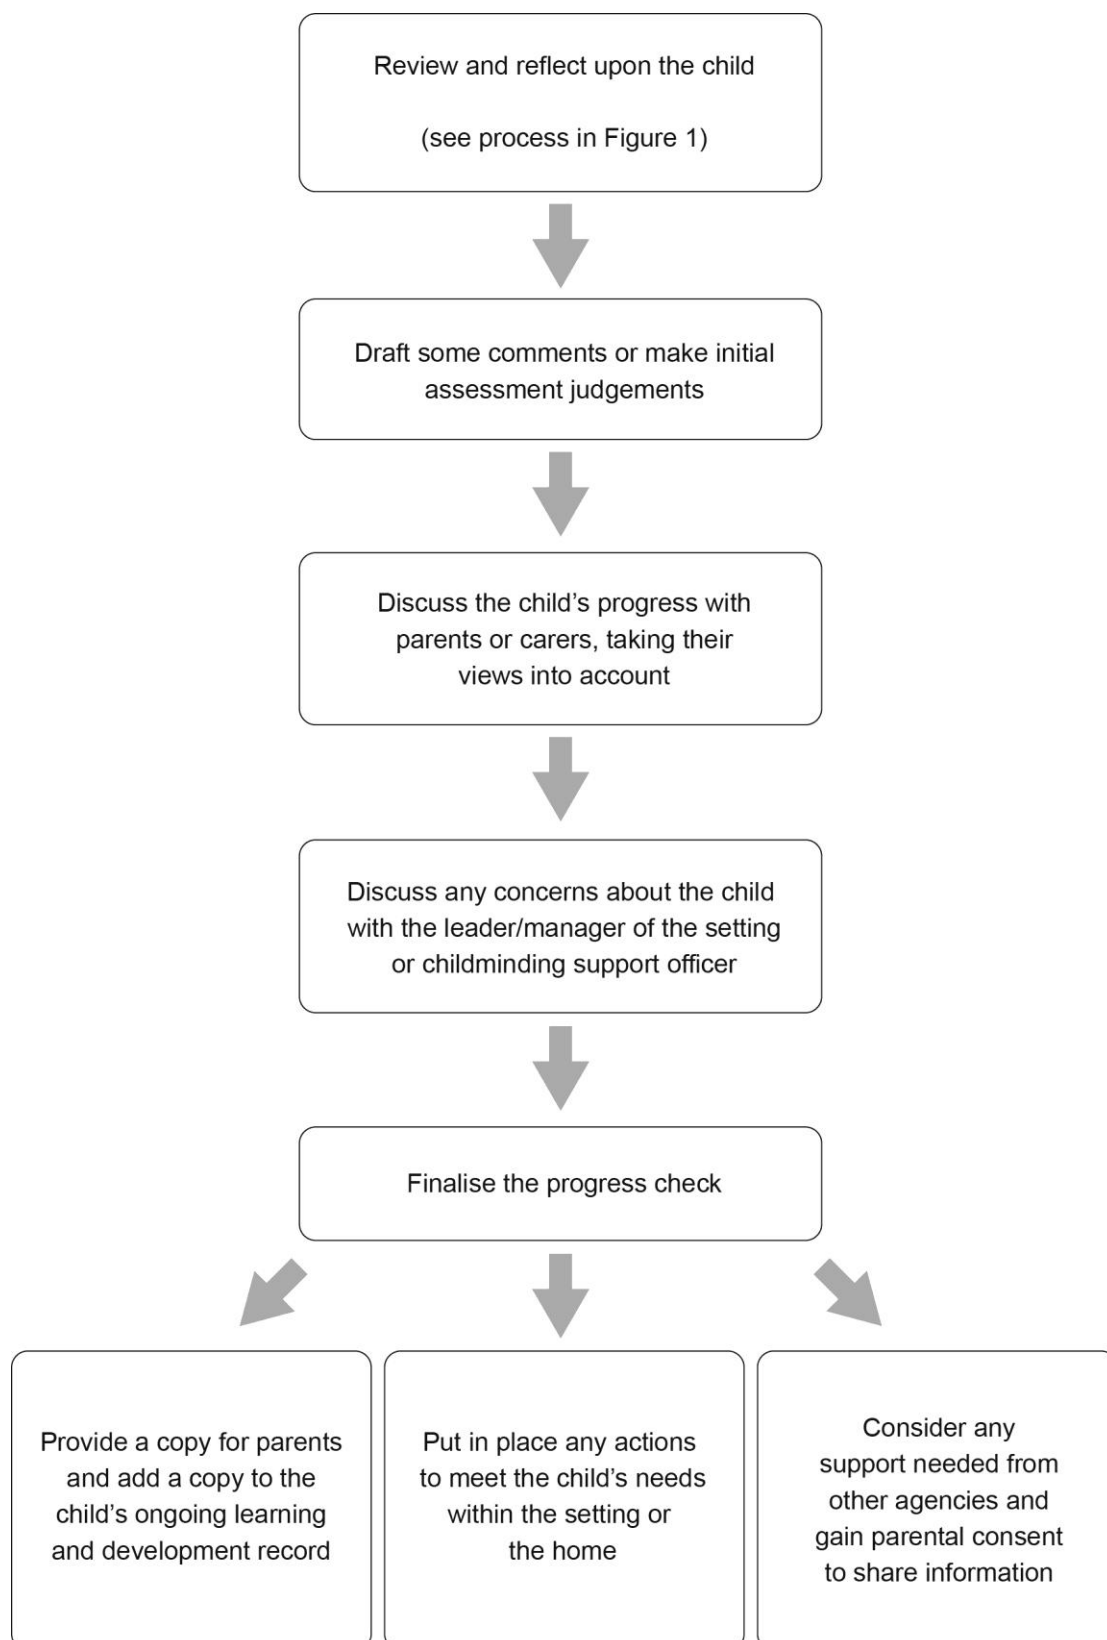 Review and reflect upon the child
(see process in Figure 1)
Draft some comments or make initial
assessment judgements
Discuss the child’s progress with
parents or carers, taking their
views into account
Discuss any concerns about the child
with the leader/manager of the setting
or childminding support officer
Finalise the progress check
Provide a copy for parents
and add a copy to the
child’s ongoing learning
and development record
Put in place any actions
to meet the child’s needs
within the setting or
the home
Consider any
support needed from
other agencies and
gain parental consent
to share information